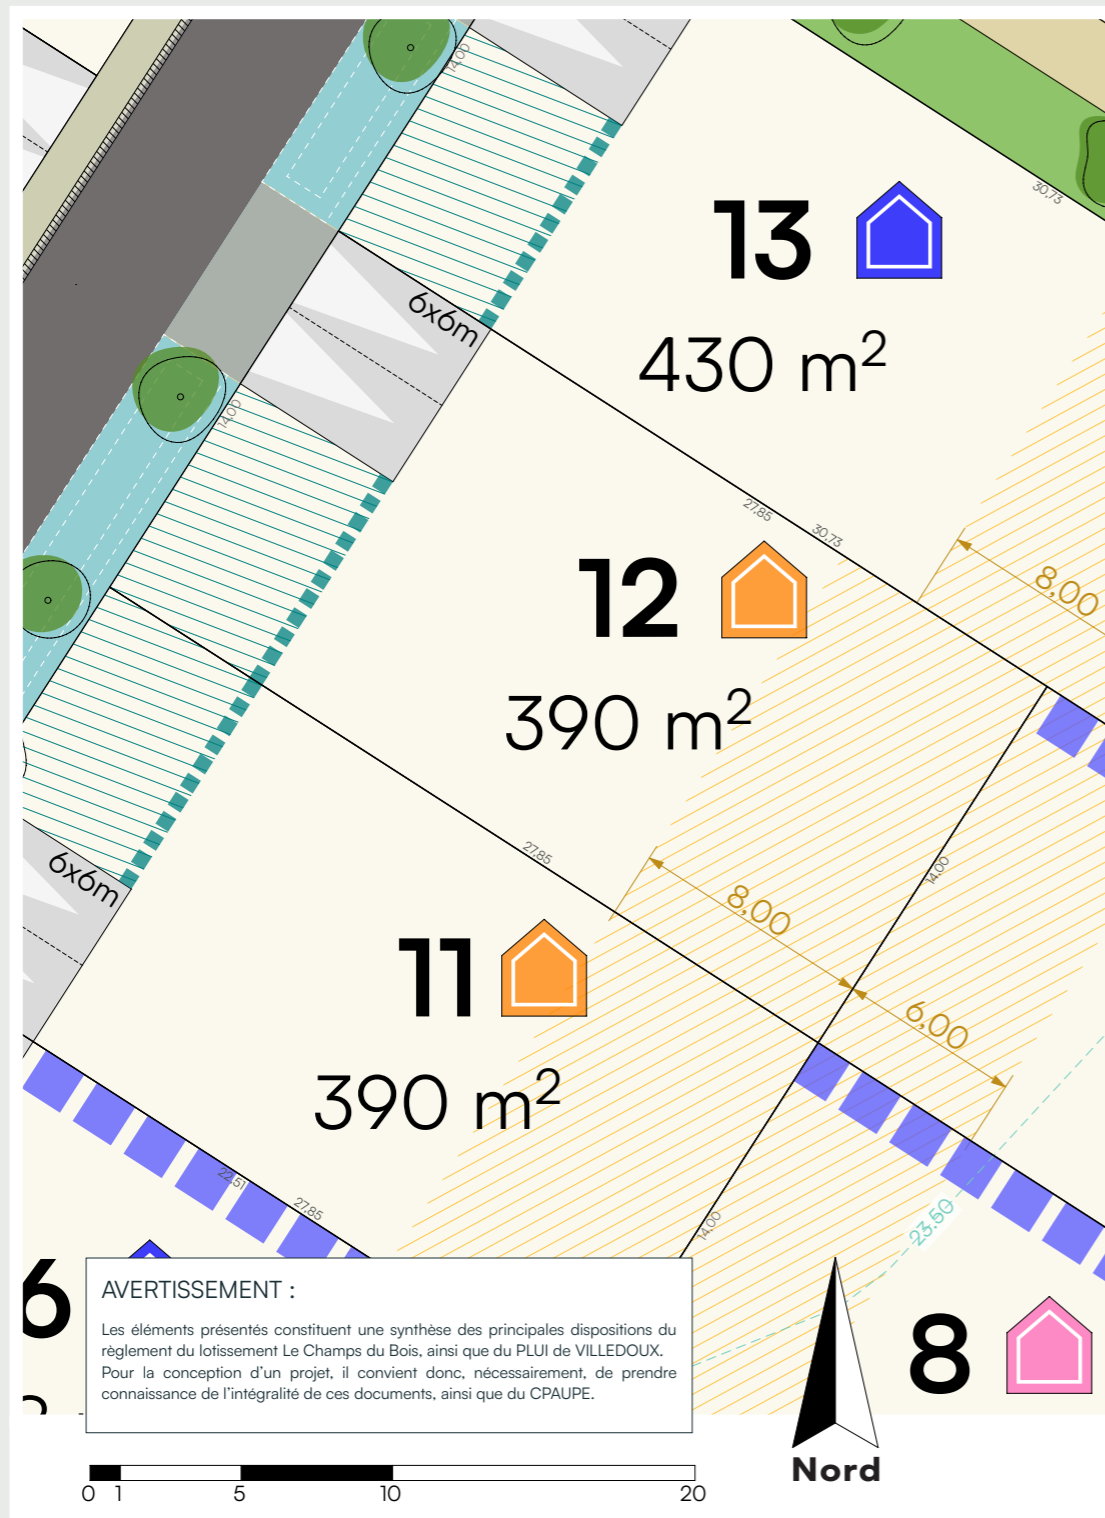 14.00
30.73
13
430 m²
6x6m
14.00
27.85
30.73
8,00
12
390 m²
27.85
14.00
8,00
6x6m
6,00
11
390 m²
22.51
27.85
14.00
23.50
6
8
AVERTISSEMENT :
Les éléments présentés constituent une synthèse des principales dispositions du
règlement du lotissement Le Champs du Bois, ainsi que du PLUI de VILLEDOUX.
Pour la conception d'un projet, il convient donc, nécessairement, de prendre
connaissance de l'intégralité de ces documents, ainsi que du CPAUPE.
Nord
0 1 5 10 20